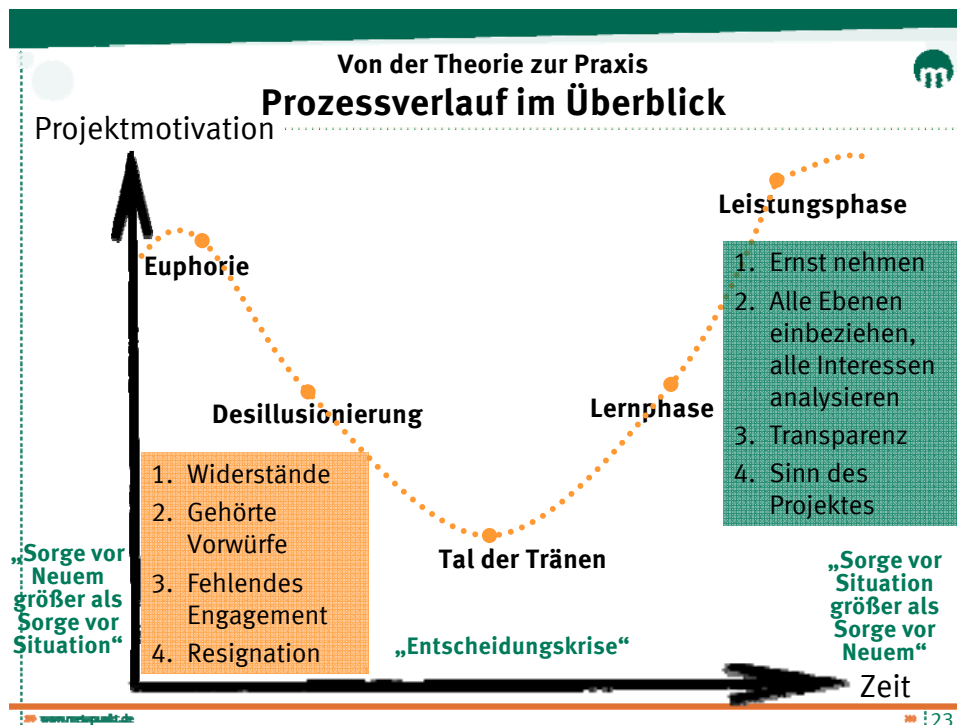 Von der Theorie zur Praxis
Prozessverlauf im Überblick
Projektmotivation
Leistungsphase
Euphorie
1. Ernst nehmen
2. Alle Ebenen
einbeziehen,
alle Interessen
analysieren
3. Transparenz
4. Sinn des
Projektes
Desillusionierung
Lernphase
1. Widerstände
2. Gehörte
Vorwürfe
3. Fehlendes
Engagement
4. Resignation
Tal der Tränen
„Sorge vor
Neuem
größer als
Sorge vor
Situation“
„Entscheidungskrise“
„Sorge vor
Situation
größer als
Sorge vor
Neuem“
Zeit
23